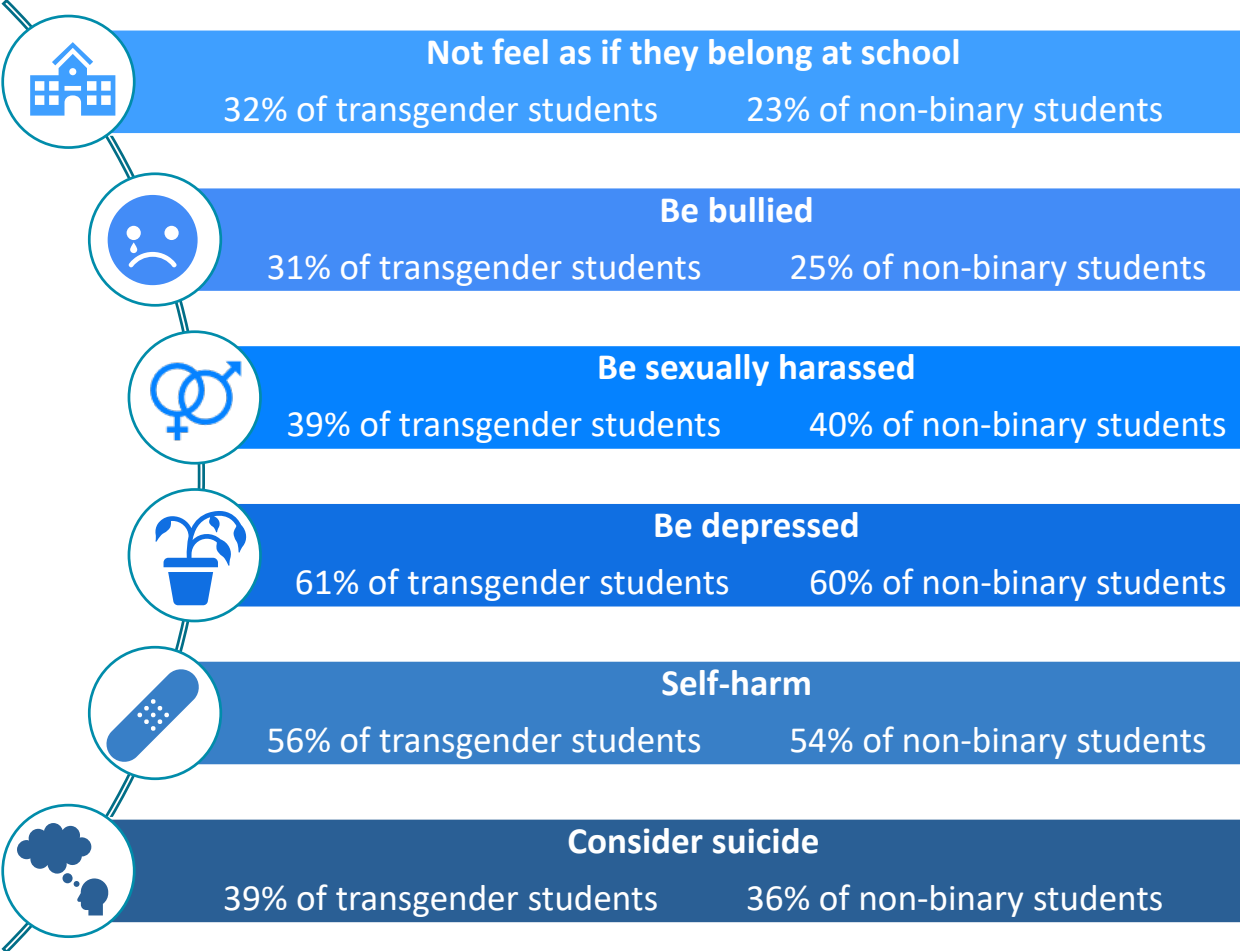 Not feel as if they belong at school
32% of transgender students 23% of non-binary students
Be bullied
31% of transgender students 25% of non-binary students
Be sexually harassed
39% of transgender students 40% of non-binary students
Be depressed
61% of transgender students 60% of non-binary students
Self-harm
56% of transgender students 54% of non-binary students
Consider suicide
39% of transgender students 36% of non-binary students